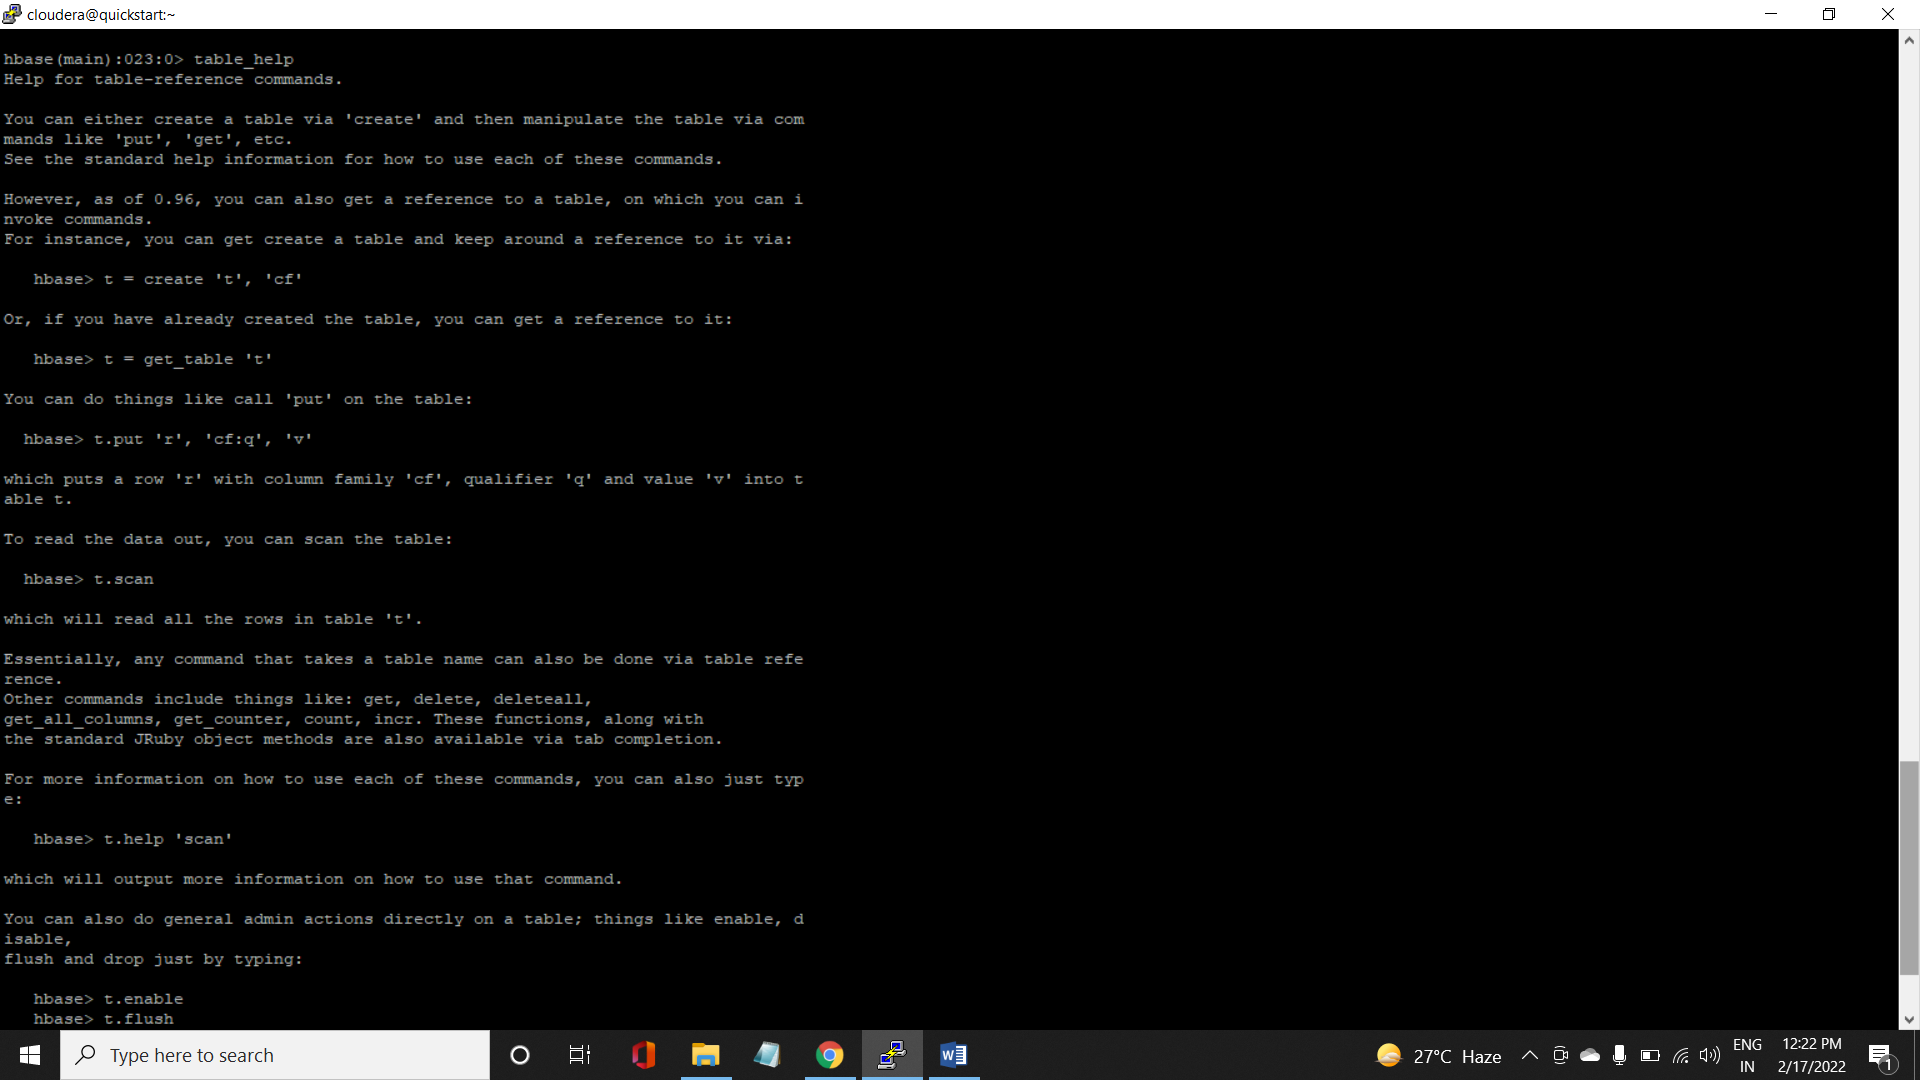 cloudera@quickstart:~
hbase(main):023:0> table_help
Help for table-reference commands.
You can either create a table via 'create' and then manipulate the table via com
mands like 'put', 'get', etc.
See the standard help information for how to use each of these commands.
However, as of 0.96, you can also get a reference to a table, on which you can i
nvoke commands.
For instance, you can get create a table and keep around a reference to it via:
hbase> t = create 't', 'cf'
Or, if you have already created the table, you can get a reference to it:
hbase> t = get_table 't'
You can do things like call 'put' on the table:
hbase> t.put 'r', 'cf:q', 'v'
which puts a row 'r' with column family 'cf', qualifier 'q' and value 'v' into t
able t.
To read the data out, you can scan the table:
hbase> t.scan
which will read all the rows in table 't'.
Essentially, any command that takes a table name can also be done via table refe
rence.
Other commands include things like: get, delete, deleteall,
get_all_columns, get_counter, count, incr. These functions, along with
the standard JRuby object methods are also available via tab completion.
For more information on how to use each of these commands, you can also just typ
e:
hbase> t.help 'scan'
which will output more information on how to use that command.
You can also do general admin actions directly on a table; things like enable, d
isable,
flush and drop just by typing:
hbase> t.enable
hbase> t.flush
Type here to search
27°C Haze
ENG
IN
12:22 PM
2/17/2022
1